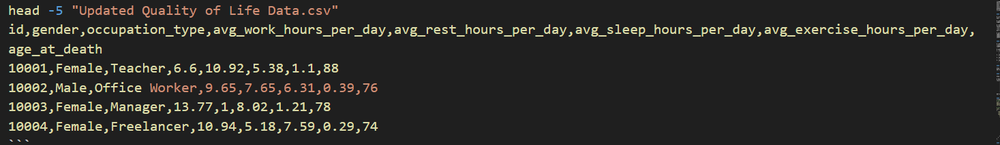 head -5 "Updated Quality of Life Data.csv"
id,gender,occupation_type,avg_work_hours_per_day,avg_rest_hours_per_day,avg_sleep_hours_per_day,avg_exercise_hours_per_day,
age_at_death
10001,Female,Teacher,6.6,10.92,5.38,1.1,88
10002,Male,Office Worker,9.65,7.65,6.31,0.39,76
10003,Female,Manager,13.77,1,8.02,1.21,78
10004,Female,Freelancer,10.94,5.18,7.59,0.29,74
```